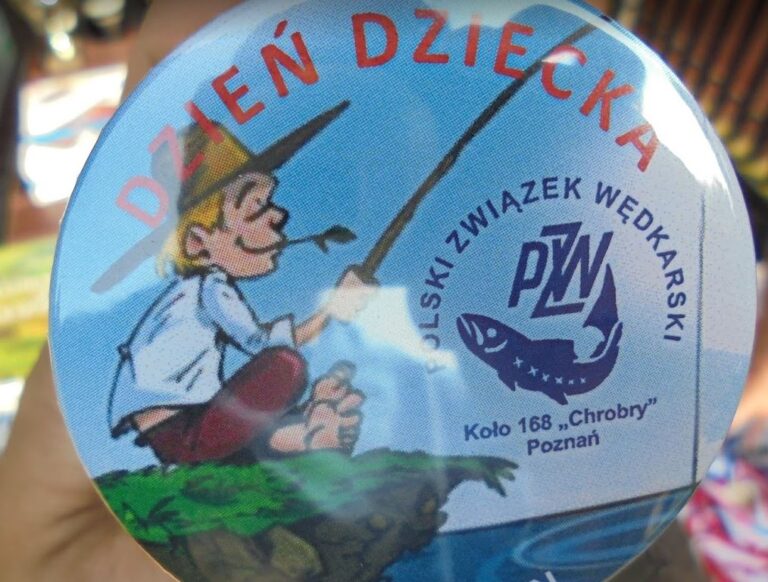 DZIEŃ DZIECKA
POLSKI ZWIĄZEK WĘDKARSKI
PZW
Koło 168 „Chrobry”
Poznań